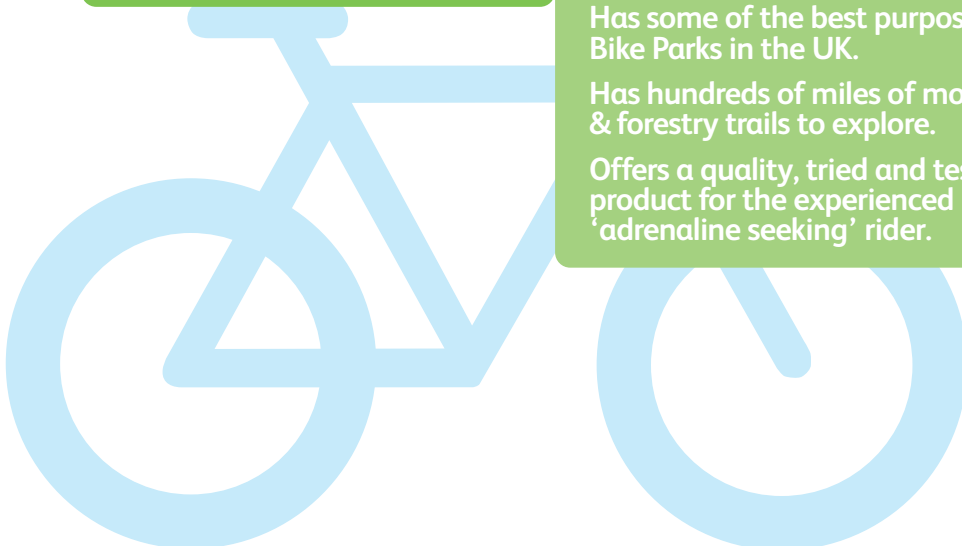 Has some of the best
Bike Parks in the UK.
Has hundreds of miles of
& forestry trails to explore.
Offers a quality, tried and
product for the experienced
‘adrenaline seeking’ rider.